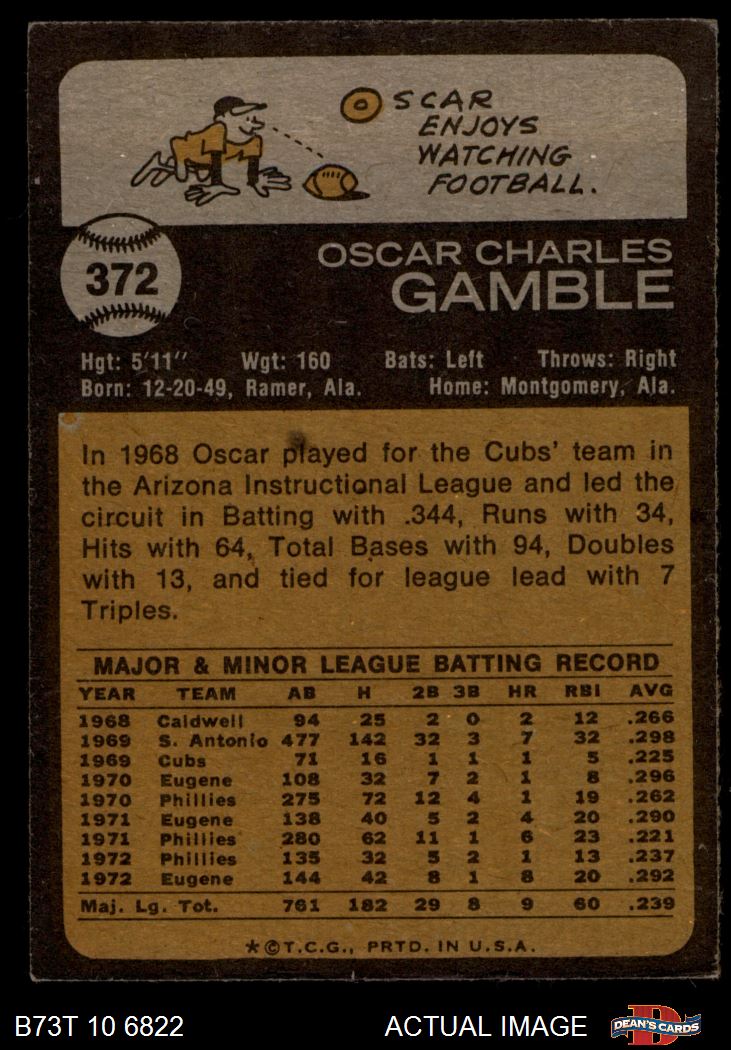 OSCAR
ENJOYS
WATCHING
FOOTBALL.
372
OSCAR CHARLES
GAMBLE
Hgt: 5'11" Wgt: 160 Bats: Left Throws: Right
Born: 12-20-49, Ramer, Ala. Home: Montgomery, Ala.
In 1968 Oscar played for the Cubs' team in
the Arizona Instructional League and led the
circuit in Batting with .344, Runs with 34,
Hits with 64, Total Bases with 94, Doubles
with 13, and tied for league lead with 7
Triples.
MAJOR & MINOR LEAGUE BATTING RECORD
YEAR TEAM AB H 2B 3B HR RBI AVG
1968 Caldwell 94 25 2 0 2 12 .266
1969 S. Antonio 477 142 32 3 7 32 .298
1969 Cubs 71 16 1 1 1 5 .225
1970 Eugene 108 32 7 2 1 8 .296
1970 Phillies 275 72 12 4 1 19 .262
1971 Eugene 138 40 5 2 4 20 .290
1971 Phillies 280 62 11 1 6 23 .221
1972 Phillies 135 32 5 2 1 13 .237
1972 Eugene 144 42 8 1 8 20 .292
Maj. Lg. Tot. 761 182 29 8 9 60 .239
★©T.C.G., PRTD. IN U.S.A.
B73T 10 6822 ACTUAL IMAGE DEAN'S CARDS